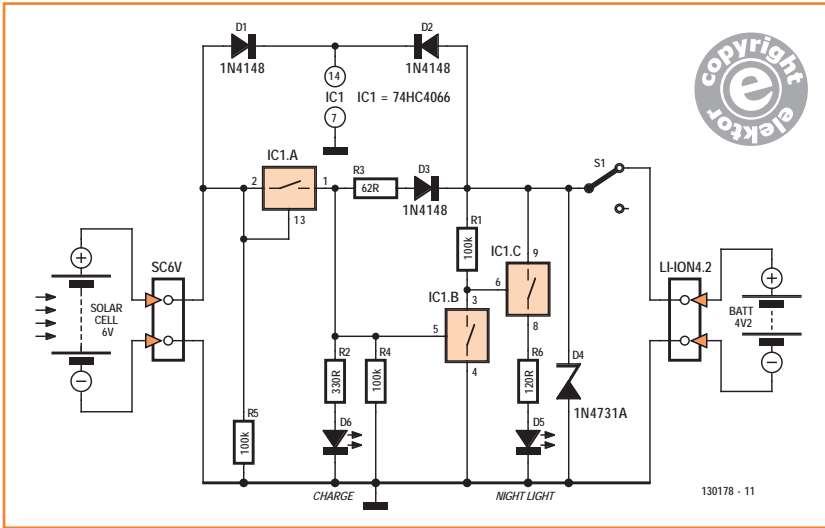 D1
D2
1N4148
1N4148
14
IC1
IC1 = 74HC4066
7
copyright
e
elektor
IC1.A
R3
D3
S1
2
1
62R
1N4148
13
R1
100k
IC1.C
9
6
SC6V
LI-ION4.2
IC1.B
3
8
SOLAR
CELL
6V
BATT
4V2
5
4
R2
330R
R4
100k
R6
120R
D4
1N4731A
R5
100k
D6
D5
CHARGE
NIGHT LIGHT
130178 - 11